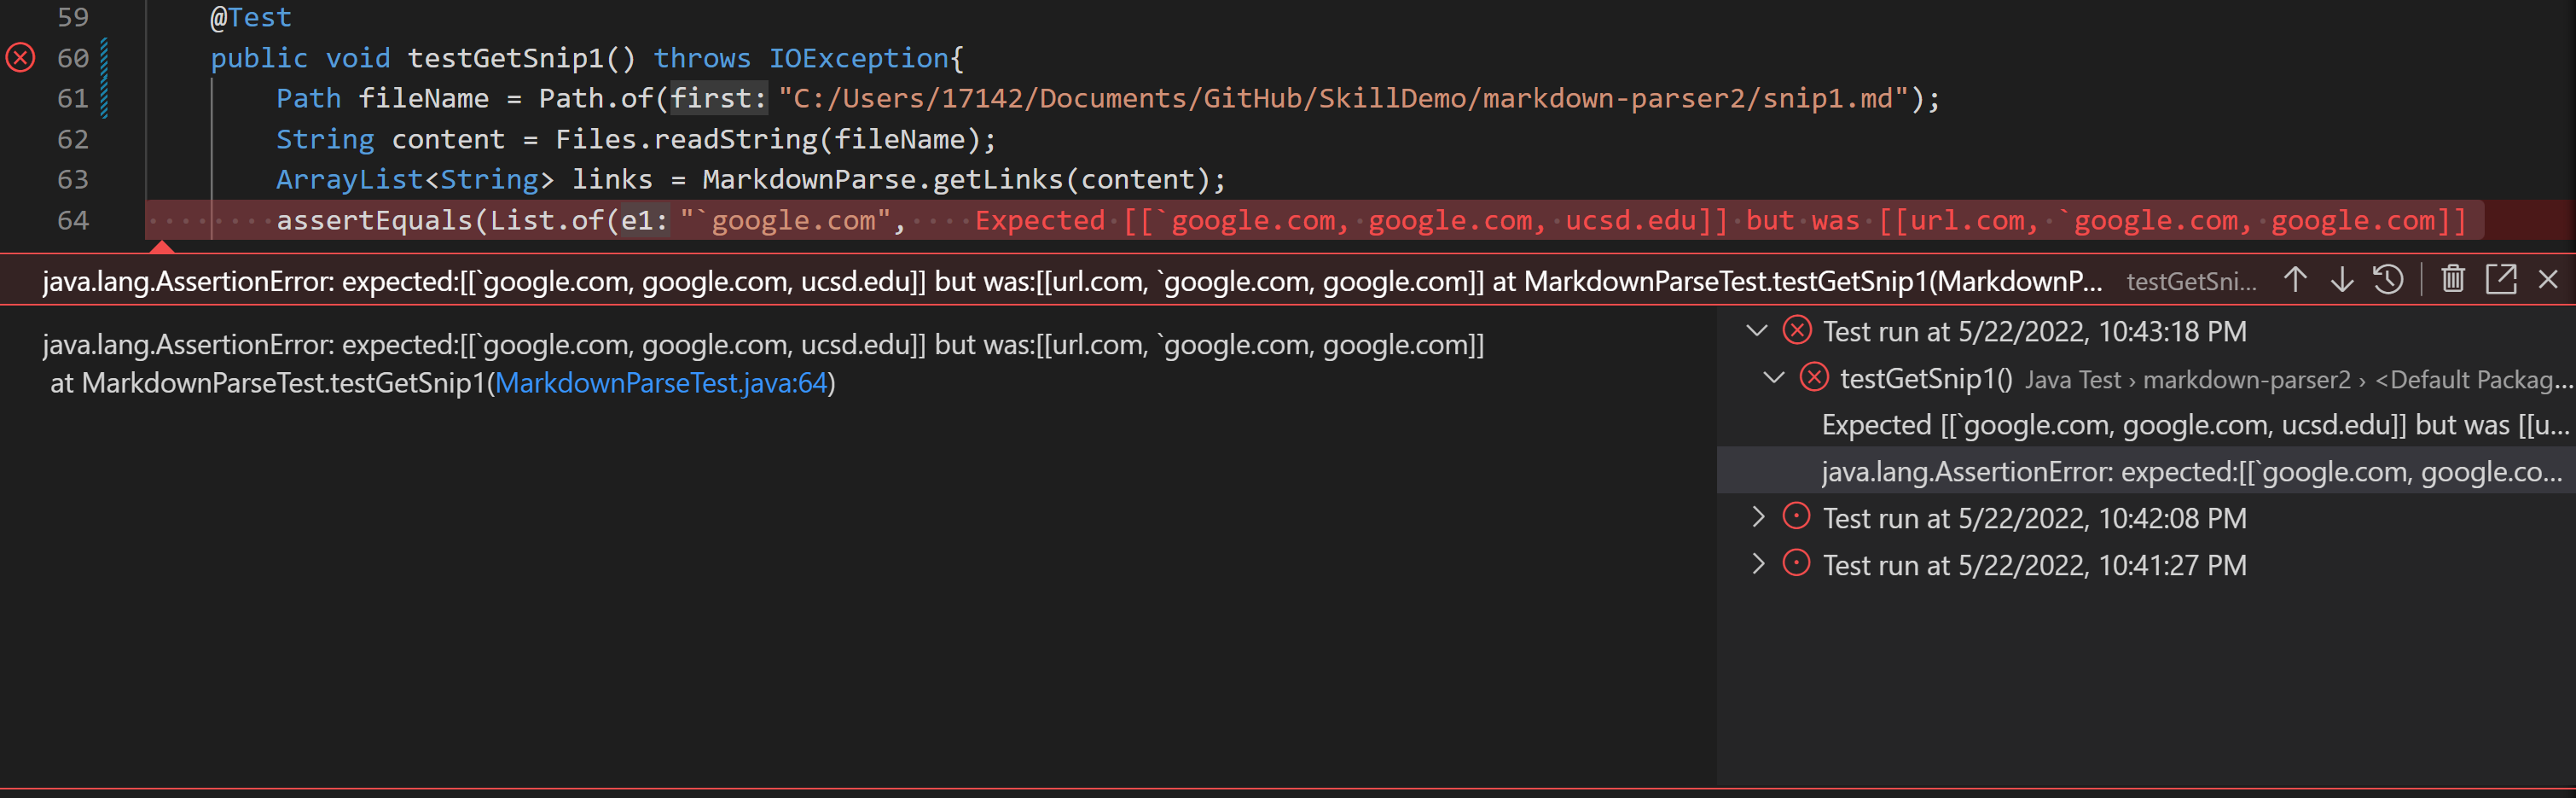 59 @Test
60 public void testGetSnip1() throws IOException{
61 Path fileName = Path.of(first: "C:/Users/17142/Documents/GitHub/SkillDemo/markdown-parser2/snip1.md");
62 String content = Files.readString(fileName);
63 ArrayList<String> links = MarkdownParse.getLinks(content);
64 assertEquals(List.of(e1: "`google.com", Expected [[`google.com, google.com, ucsd.edu]] but was [[url.com, `google.com, google.com]]
java.lang.AssertionError: expected:[[`google.com, google.com, ucsd.edu]] but was:[[url.com, `google.com, google.com]] at MarkdownParseTest.testGetSnip1(MarkdownP... testGetSni...
java.lang.AssertionError: expected:[[`google.com, google.com, ucsd.edu]] but was:[[url.com, `google.com, google.com]]
at MarkdownParseTest.testGetSnip1(MarkdownParseTest.java:64)
Test run at 5/22/2022, 10:43:18 PM
testGetSnip1() Java Test › markdown-parser2 › <Default Packag...
Expected [[`google.com, google.com, ucsd.edu]] but was [[u...
java.lang.AssertionError: expected:[[`google.com, google.co...
Test run at 5/22/2022, 10:42:08 PM
Test run at 5/22/2022, 10:41:27 PM